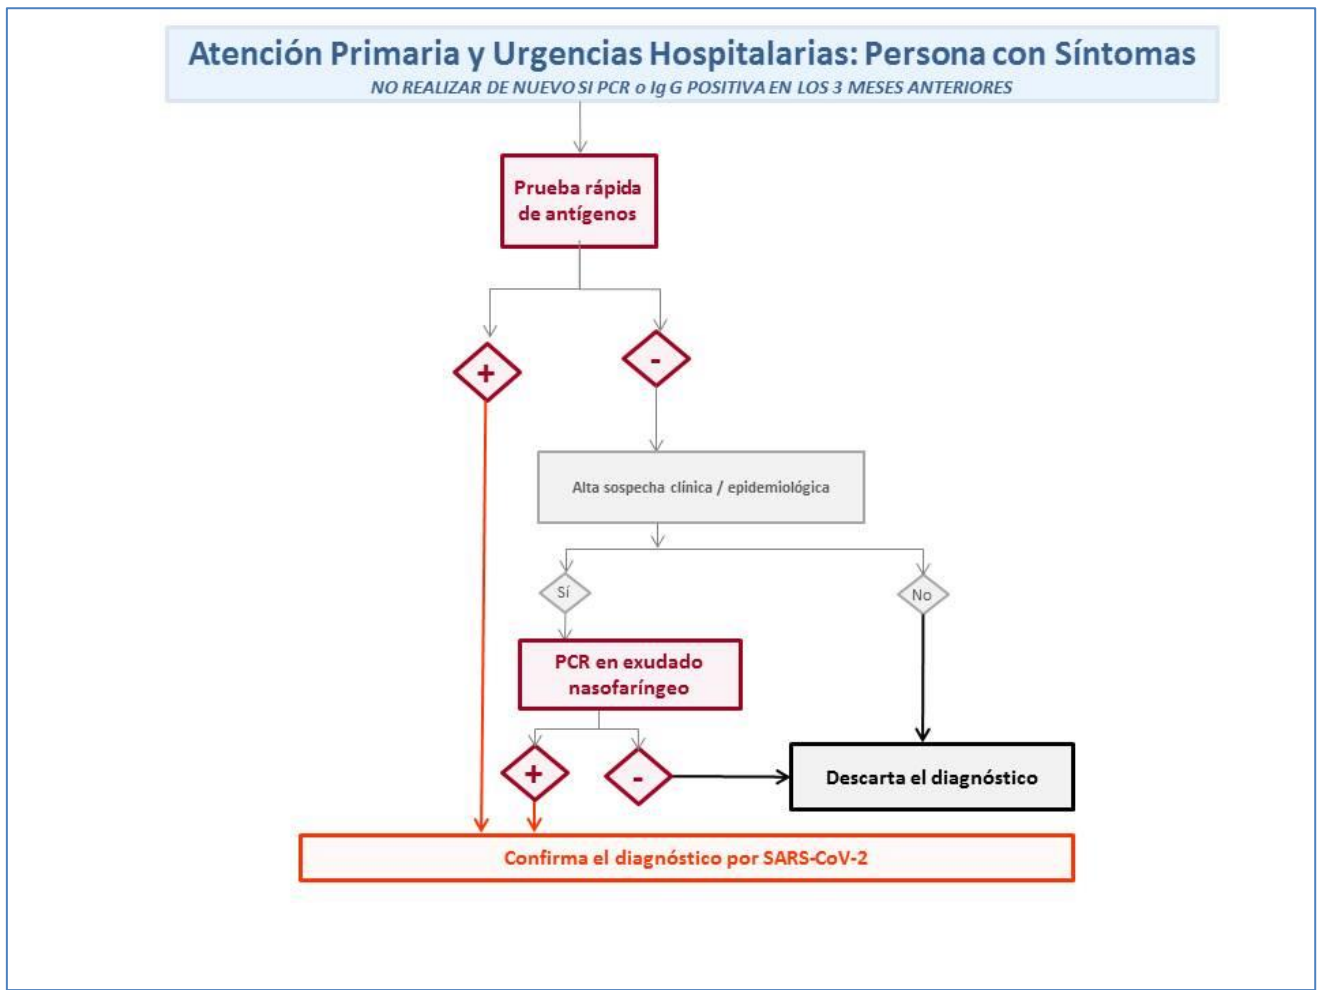 Atención Primaria y Urgencias Hospitalarias: Persona con Síntomas
NO REALIZAR DE NUEVO SI PCR o Ig G POSITIVA EN LOS 3 MESES ANTERIORES
Prueba rápida
de antígenos
+
-
Alta sospecha clínica / epidemiológica
Sí
No
PCR en exudado
nasofaríngeo
+
-
Descarta el diagnóstico
Confirma el diagnóstico por SARS-CoV-2